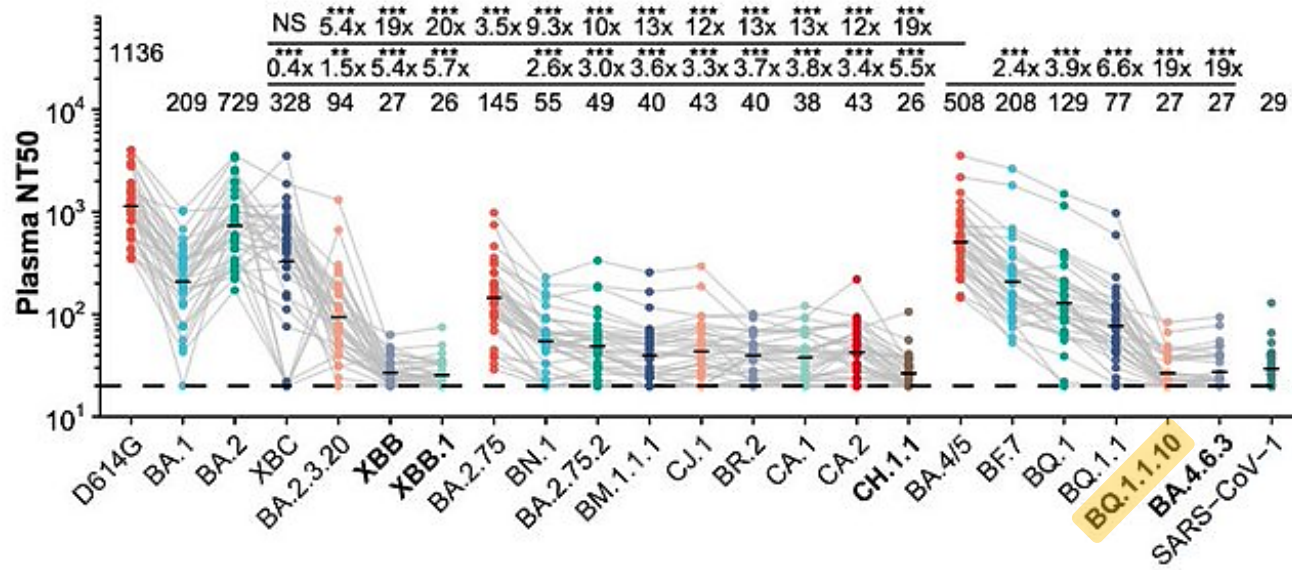 NS *** *** *** *** *** *** *** *** *** *** *** ***
5.4x 19x 20x 3.5x 9.3x 10x 13x 12x 13x 13x 12x 19x
1136
*** ** *** *** *** *** *** *** *** *** *** *** *** *** *** *** ***
0.4x 1.5x 5.4x 5.7x 2.6x 3.0x 3.6x 3.3x 3.7x 3.8x 3.4x 5.5x 2.4x 3.9x 6.6x 19x 19x
209 729 328 94 27 26 145 55 49 40 43 40 38 43 26 508 208 129 77 27 27 29
Plasma NT50
10⁴
10³
10²
10¹
D614G BA.1 BA.2 XBC BA.2.3.20 XBB XBB.1 BA.2.75 BN.1 BA.2.75.2 BM.1.1.1 CJ.1 BR.2 CA.1 CA.2 CH.1.1 BA.4/5 BF.7 BQ.1 BQ.1.1 BQ.1.1.10 BA.4.6.3 SARS-CoV-1